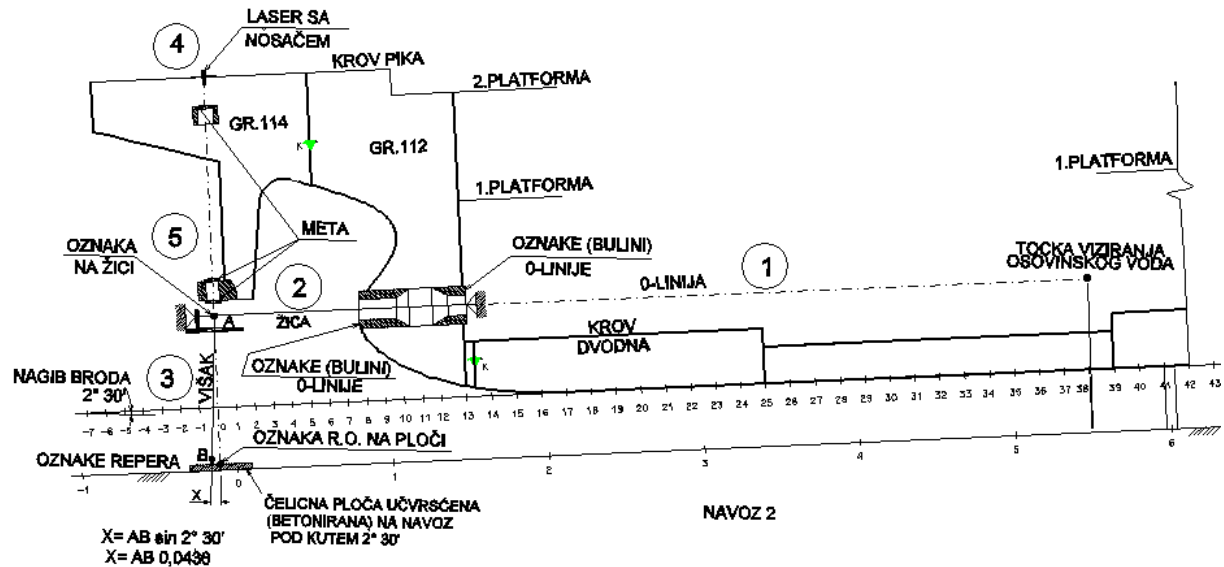 4
LASER SA
NOSAČEM
KROV PIKA
2.PLATFORMA
GR.114
K
GR.112
1.PLATFORMA
1.PLATFORMA
5
META
OZNAKA
NA ŽICI
2
OZNAKE (BULINI)
0-LINIJE
1
TOCKA VIZIRANJA
OSOVINSKOG VODA
0-LINIJA
A
ŽICA
KROV
DVODNA
K
OZNAKE (BULINI)
0-LINIJE
3
VIŠAK
NAGIB BRODA
2° 30'
-7 -6 -5 -4 -3 -2 -1 0 1 2 3 4 5 6 7 8 9 10 11 12 13 14 15 16 17 18 19 20 21 22 23 24 25 26 27 28 29 30 31 32 33 34 35 36 37 38 39 40 41 42 43
OZNAKA R.O. NA PLOČI
OZNAKE REPERA
B
-1 0 1 2 3 4 5 6
X
ČELICNA PLOČA UČVRSĆENA
(BETONIRANA) NA NAVOZ
POD KUTEM 2° 30'
NAVOZ 2
X= AB sin 2° 30'
X= AB 0,0436